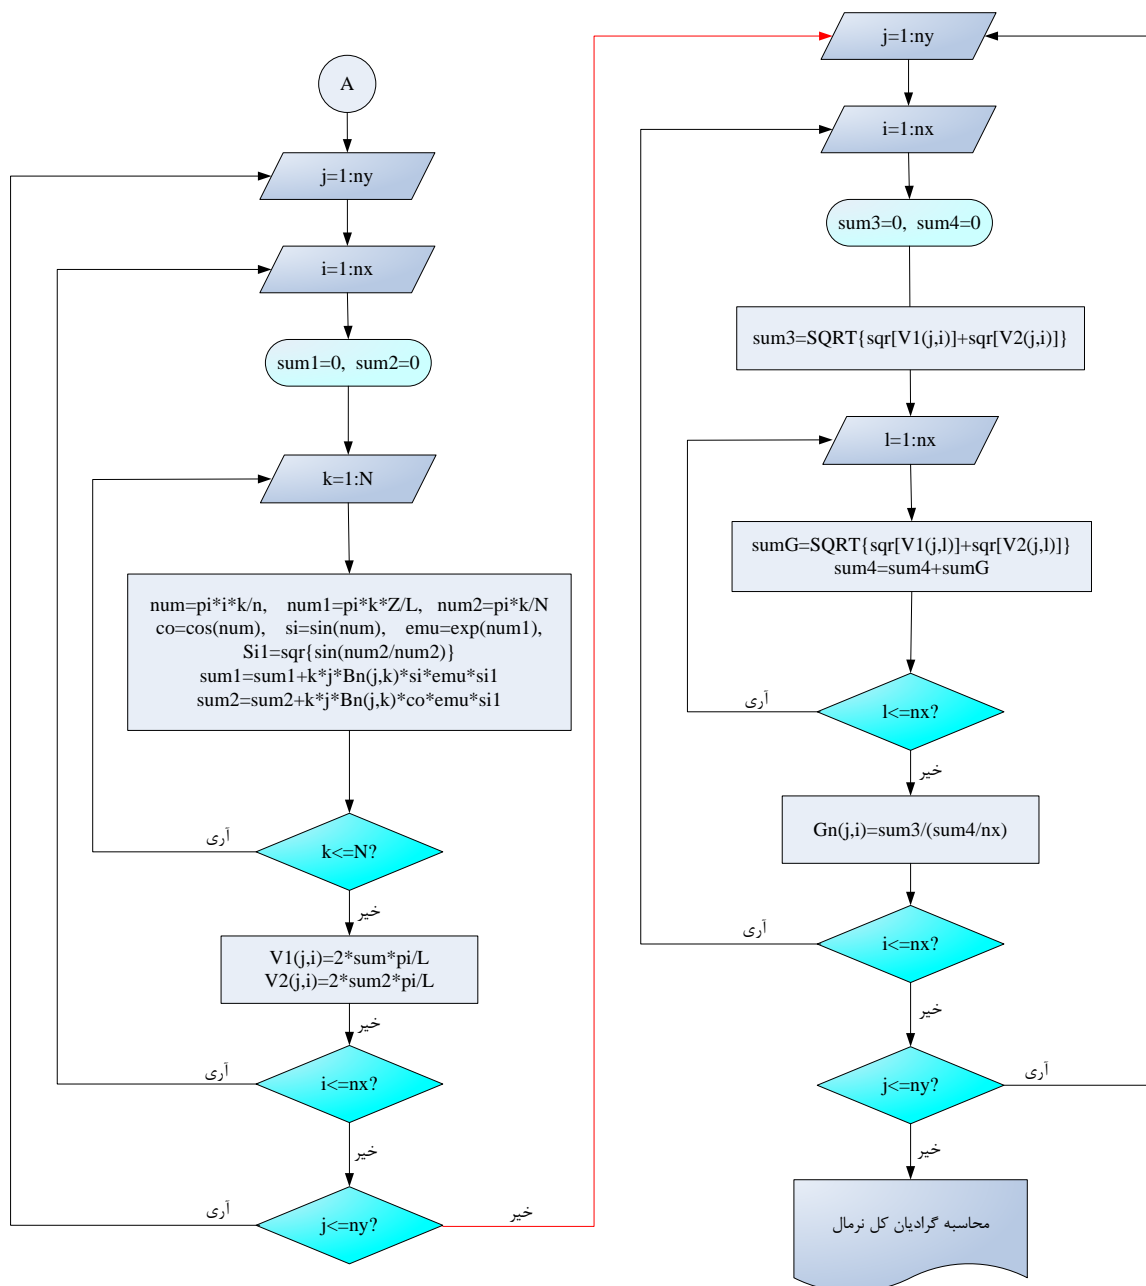 A
j=1:ny
i=1:nx
sum1=0, sum2=0
k=1:N
num=pi*i*k/n, num1=pi*k*Z/L, num2=pi*k/N
co=cos(num), si=sin(num), emu=exp(num1),
Si1=sqr{sin(num2/num2)}
sum1=sum1+k*j*Bn(j,k)*si*emu*si1
sum2=sum2+k*j*Bn(j,k)*co*emu*si1
آری
k<=N?
خیر
V1(j,i)=2*sum*pi/L
V2(j,i)=2*sum2*pi/L
خیر
آری
i<=nx?
خیر
آری
j<=ny?
خیر
j=1:ny
i=1:nx
sum3=0, sum4=0
sum3=SQRT{sqr[V1(j,i)]+sqr[V2(j,i)]}
l=1:nx
sumG=SQRT{sqr[V1(j,l)]+sqr[V2(j,l)]}
sum4=sum4+sumG
آری
l<=nx?
خیر
Gn(j,i)=sum3/(sum4/nx)
آری
i<=nx?
خیر
j<=ny?
آری
خیر
محاسبه گرادیان کل نرمال